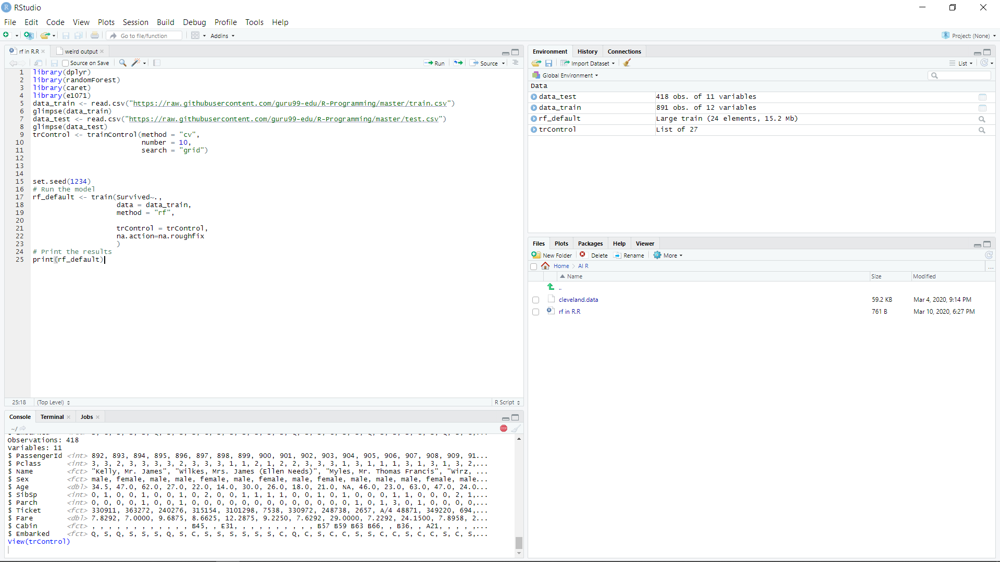 RStudio
File Edit Code View Plots Session Build Debug Profile Tools Help
Go to file/function Addins Project: (None)
rf in R.R weird output
Source on Save Run Source
1 library(dplyr)
2 library(randomForest)
3 library(caret)
4 library(e1071)
5 data_train <- read.csv("https://raw.githubusercontent.com/guru99-edu/R-Programming/master/train.csv")
6 glimpse(data_train)
7 data_test <- read.csv("https://raw.githubusercontent.com/guru99-edu/R-Programming/master/test.csv")
8 glimpse(data_test)
9 trControl <- trainControl(method = "cv",
10 number = 10,
11 search = "grid")
12
13
14
15 set.seed(1234)
16 # Run the model
17 rf_default <- train(Survived~.,
18 data = data_train,
19 method = "rf",
20
21 trControl = trControl,
22 na.action=na.roughfix
23 )
24 # Print the results
25 print(rf_default)
25:18 (Top Level) R Script
Console Terminal Jobs
~/
Observations: 418
Variables: 11
$ PassengerId <int> 892, 893, 894, 895, 896, 897, 898, 899, 900, 901, 902, 903, 904, 905, 906, 907, 908, 909, 91...
$ Pclass <int> 3, 3, 2, 3, 3, 3, 3, 2, 3, 3, 3, 1, 1, 2, 1, 2, 2, 3, 3, 3, 1, 3, 1, 1, 1, 3, 1, 3, 1, 3, 2,...
$ Name <fct> "Kelly, Mr. James", "Wilkes, Mrs. James (Ellen Needs)", "Myles, Mr. Thomas Francis", "Wirz, ...
$ Sex <fct> male, female, male, male, female, male, female, male, female, male, male, male, female, male...
$ Age <dbl> 34.5, 47.0, 62.0, 27.0, 22.0, 14.0, 30.0, 26.0, 18.0, 21.0, NA, 46.0, 23.0, 63.0, 47.0, 24.0...
$ SibSp <int> 0, 1, 0, 0, 1, 0, 0, 1, 0, 2, 0, 0, 1, 1, 1, 1, 0, 0, 1, 0, 1, 0, 0, 0, 1, 1, 0, 0, 0, 2, 1,...
$ Parch <int> 0, 0, 0, 0, 1, 0, 0, 1, 0, 0, 0, 0, 0, 0, 0, 0, 0, 0, 0, 0, 0, 1, 0, 1, 3, 0, 1, 0, 0, 0, 0,...
$ Ticket <fct> 330911, 363272, 240276, 315154, 3101298, 7538, 330972, 248738, 2657, A/4 48871, 349220, 694,...
$ Fare <dbl> 7.8292, 7.0000, 9.6875, 8.6625, 12.2875, 9.2250, 7.6292, 29.0000, 7.2292, 24.1500, 7.8958, 2...
$ Cabin <fct> , , , , , , , , , , , , B45, , E31, , , , , , , , , , B57 B59 B63 B66, , B36, , A21, , , , ,...
$ Embarked <fct> Q, S, Q, S, S, S, Q, S, C, S, S, S, S, S, S, C, Q, C, S, C, C, S, S, C, C, S, C, C, S, C, S,...
View(trControl)
Environment History Connections
Import Dataset List
Global Environment
Data
data_test 418 obs. of 11 variables
data_train 891 obs. of 12 variables
rf_default Large train (24 elements, 15.2 Mb)
trControl List of 27
Files Plots Packages Help Viewer
New Folder Delete Rename More
Home AI R ...
Name Size Modified
..
cleveland.data 59.2 KB Mar 4, 2020, 9:14 PM
rf in R.R 761 B Mar 10, 2020, 6:27 PM